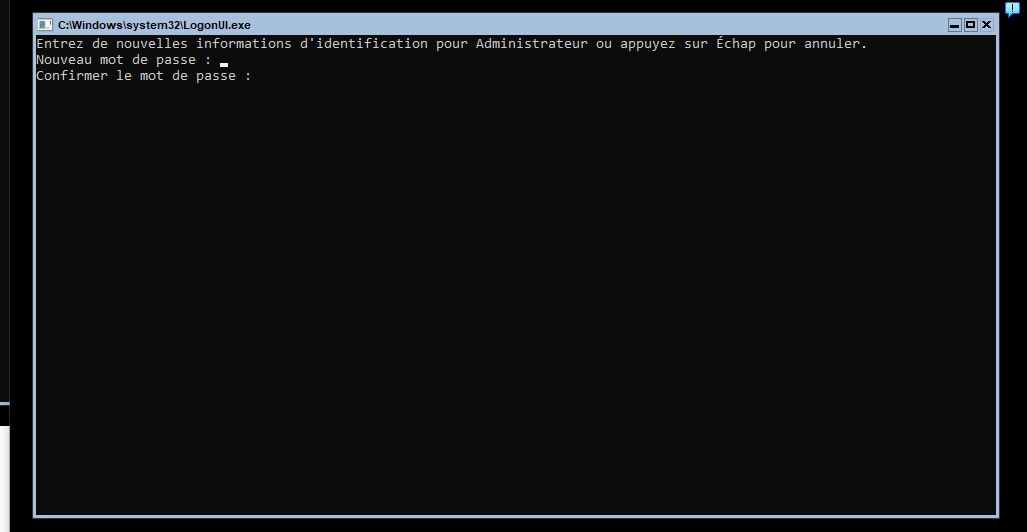 C:\Windows\system32\LogonUI.exe
Entrez de nouvelles informations d'identification pour Administrateur ou appuyez sur Échap pour annuler.
Nouveau mot de passe :
Confirmer le mot de passe :